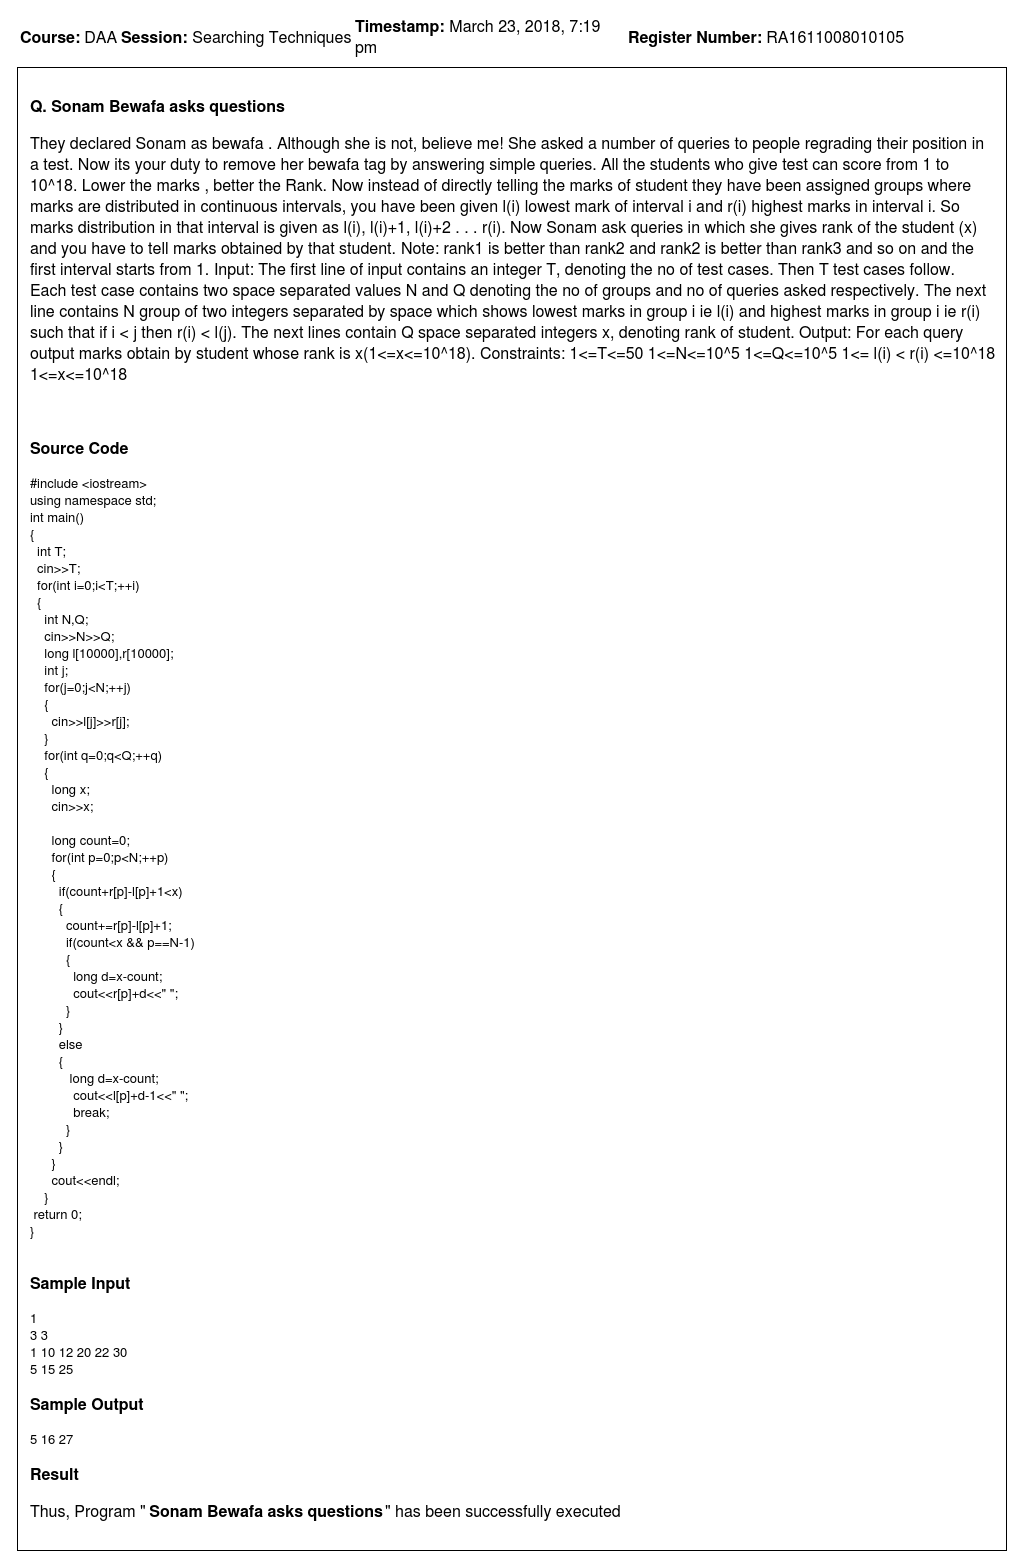 Course: DAA Session: Searching Techniques Timestamp: March 23, 2018, 7:19 pm Register Number: RA1611008010105
Q. Sonam Bewafa asks questions
They declared Sonam as bewafa . Although she is not, believe me! She asked a number of queries to people regrading their position in
a test. Now its your duty to remove her bewafa tag by answering simple queries. All the students who give test can score from 1 to
10^18. Lower the marks , better the Rank. Now instead of directly telling the marks of student they have been assigned groups where
marks are distributed in continuous intervals, you have been given l(i) lowest mark of interval i and r(i) highest marks in interval i. So
marks distribution in that interval is given as l(i), l(i)+1, l(i)+2 . . . r(i). Now Sonam ask queries in which she gives rank of the student (x)
and you have to tell marks obtained by that student. Note: rank1 is better than rank2 and rank2 is better than rank3 and so on and the
first interval starts from 1. Input: The first line of input contains an integer T, denoting the no of test cases. Then T test cases follow.
Each test case contains two space separated values N and Q denoting the no of groups and no of queries asked respectively. The next
line contains N group of two integers separated by space which shows lowest marks in group i ie l(i) and highest marks in group i ie r(i)
such that if i < j then r(i) < l(j). The next lines contain Q space separated integers x, denoting rank of student. Output: For each query
output marks obtain by student whose rank is x(1<=x<=10^18). Constraints: 1<=T<=50 1<=N<=10^5 1<=Q<=10^5 1<= l(i) < r(i) <=10^18
1<=x<=10^18
Source Code
#include <iostream>
using namespace std;
int main()
{
int T;
cin>>T;
for(int i=0;i<T;++i)
{
int N,Q;
cin>>N>>Q;
long l[10000],r[10000];
int j;
for(j=0;j<N;++j)
{
cin>>l[j]>>r[j];
}
for(int q=0;q<Q;++q)
{
long x;
cin>>x;
long count=0;
for(int p=0;p<N;++p)
{
if(count+r[p]-l[p]+1<x)
{
count+=r[p]-l[p]+1;
if(count<x && p==N-1)
{
long d=x-count;
cout<<r[p]+d<<" ";
}
}
else
{
long d=x-count;
cout<<l[p]+d-1<<" ";
break;
}
}
}
cout<<endl;
}
return 0;
}
Sample Input
1
3 3
1 10 12 20 22 30
5 15 25
Sample Output
5 16 27
Result
Thus, Program " Sonam Bewafa asks questions " has been successfully executed